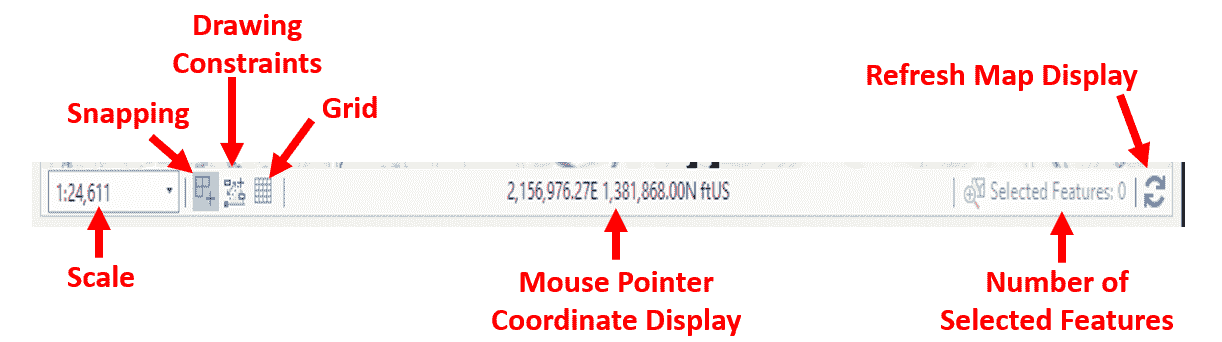 Drawing
Constraints
Refresh Map Display
Snapping
Grid
1:24,611
2,156,976.27E 1,381,868.00N ftUS
Selected Features: 0
Scale
Mouse Pointer
Coordinate Display
Number of
Selected Features